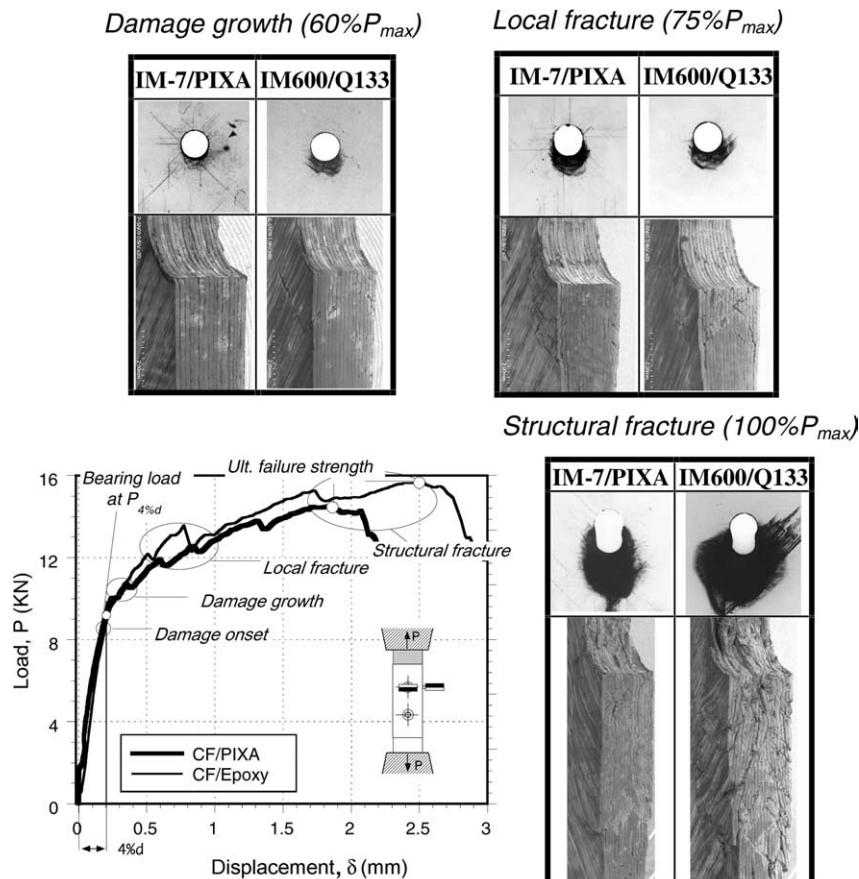 Damage growth (60%Pmax)
IM-7/PIXA IM600/Q133
Local fracture (75%Pmax)
IM-7/PIXA IM600/Q133
Structural fracture (100%Pmax)
IM-7/PIXA IM600/Q133
Load, P (KN)
16
12
8
4
0
Bearing load
at P4%d
Ult. failure strength
Structural fracture
Local fracture
Damage growth
Damage onset
P
P
CF/PIXA
CF/Epoxy
0 0.5 1 1.5 2 2.5 3
4%d
Displacement, δ (mm)